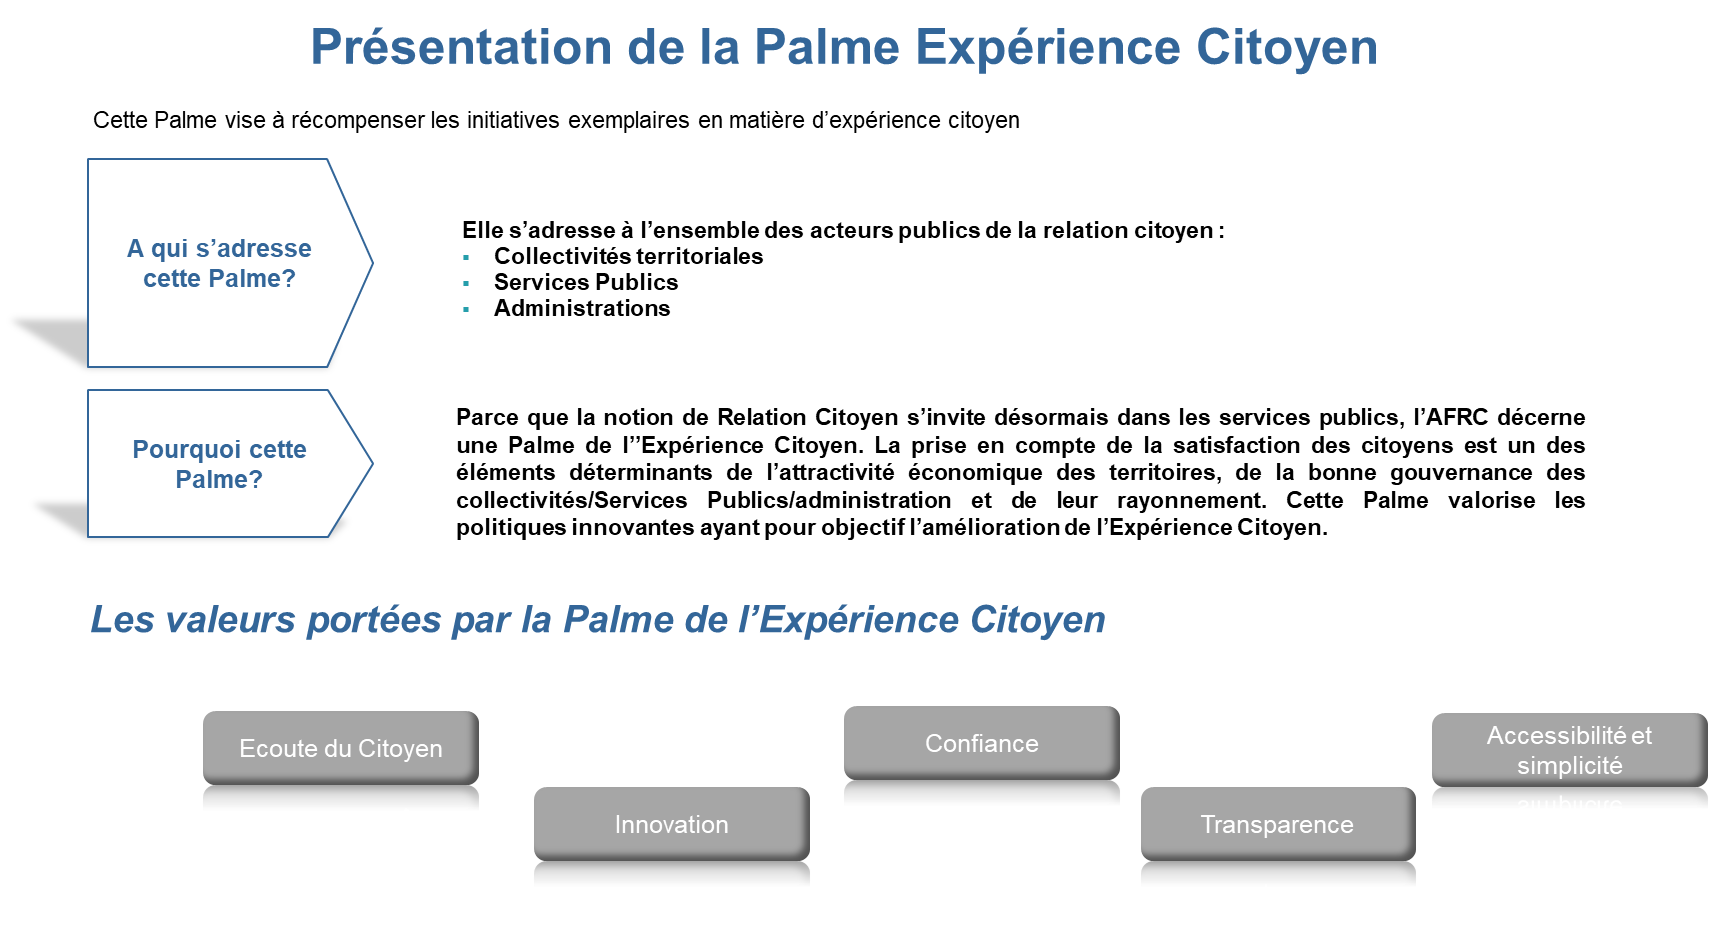 Présentation de la Palme Expérience Citoyen
Cette Palme vise à récompenser les initiatives exemplaires en matière d’expérience citoyen
A qui s’adresse
cette Palme?
Elle s’adresse à l’ensemble des acteurs publics de la relation citoyen :
▪ Collectivités territoriales
▪ Services Publics
▪ Administrations
Pourquoi cette
Palme?
Parce que la notion de Relation Citoyen s’invite désormais dans les services publics, l’AFRC décerne
une Palme de l’’Expérience Citoyen. La prise en compte de la satisfaction des citoyens est un des
éléments déterminants de l’attractivité économique des territoires, de la bonne gouvernance des
collectivités/Services Publics/administration et de leur rayonnement. Cette Palme valorise les
politiques innovantes ayant pour objectif l’amélioration de l’Expérience Citoyen.
Les valeurs portées par la Palme de l’Expérience Citoyen
Ecoute du Citoyen
Innovation
Confiance
Transparence
Accessibilité et
simplicité